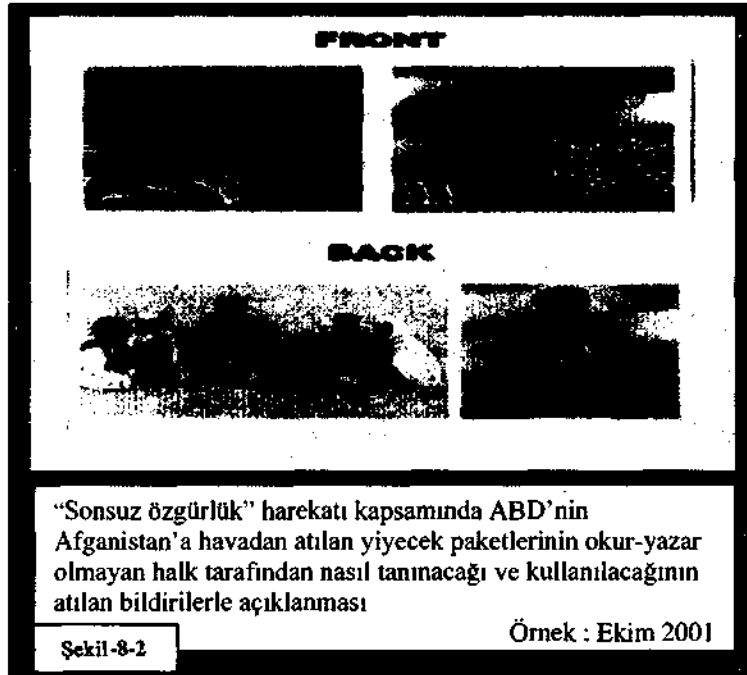 FRONT
BACK
“Sonsuz özgürlük” harekatı kapsamında ABD’nin
Afganistan’a havadan atılan yiyecek paketlerinin okur-yazar
olmayan halk tarafından nasıl tanınacağı ve kullanılacağının
atılan bildirilerle açıklanması
Örnek : Ekim 2001
Şekil-8-2